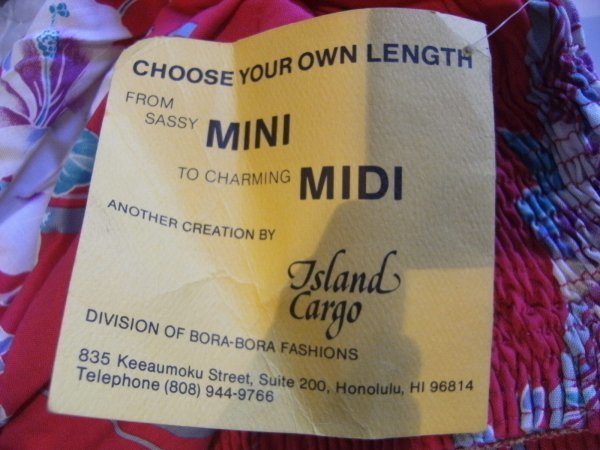 CHOOSE YOUR OWN LENGTH
FROM
SASSY MINI
TO CHARMING MIDI
ANOTHER CREATION BY
Island
Cargo
DIVISION OF BORA-BORA FASHIONS
835 Keeaumoku Street, Suite 200, Honolulu, HI 96814
Telephone (808) 944-9766